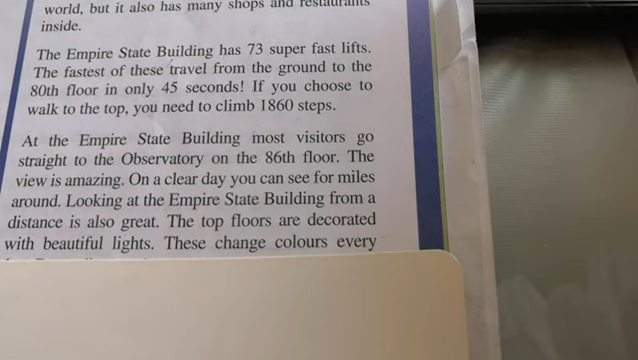 world, but it also has many shops and restaurants
inside.
The Empire State Building has 73 super fast lifts.
The fastest of these travel from the ground to the
80th floor in only 45 seconds! If you choose to
walk to the top, you need to climb 1860 steps.
At the Empire State Building most visitors go
straight to the Observatory on the 86th floor. The
view is amazing. On a clear day you can see for miles
around. Looking at the Empire State Building from a
distance is also great. The top floors are decorated
with beautiful lights. These change colours every